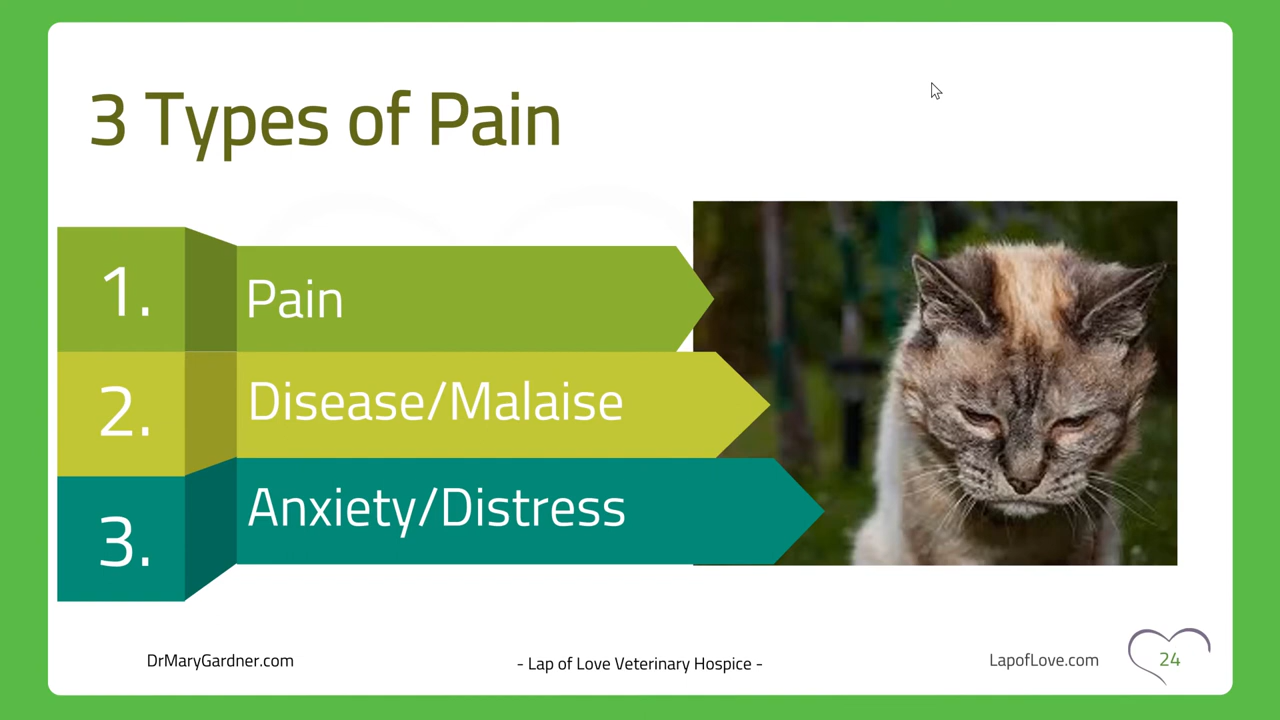 3 Types of Pain
1.
Pain
2.
Disease/Malaise
3.
Anxiety/Distress
DrMaryGardner.com
- Lap of Love Veterinary Hospice -
LapofLove.com
24